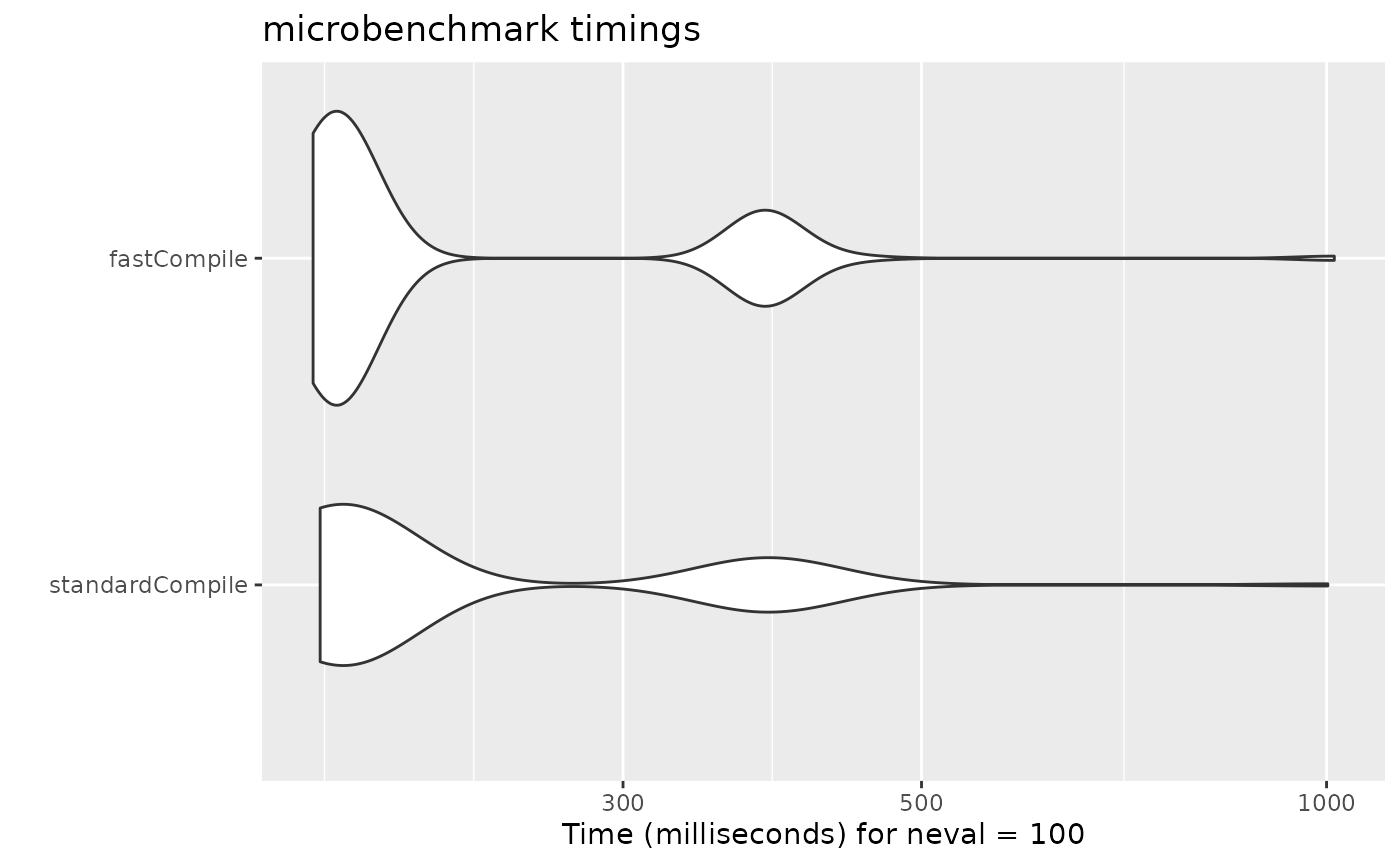 microbenchmark timings
fastCompile
standardCompile
300 500 1000
Time (milliseconds) for neval = 100